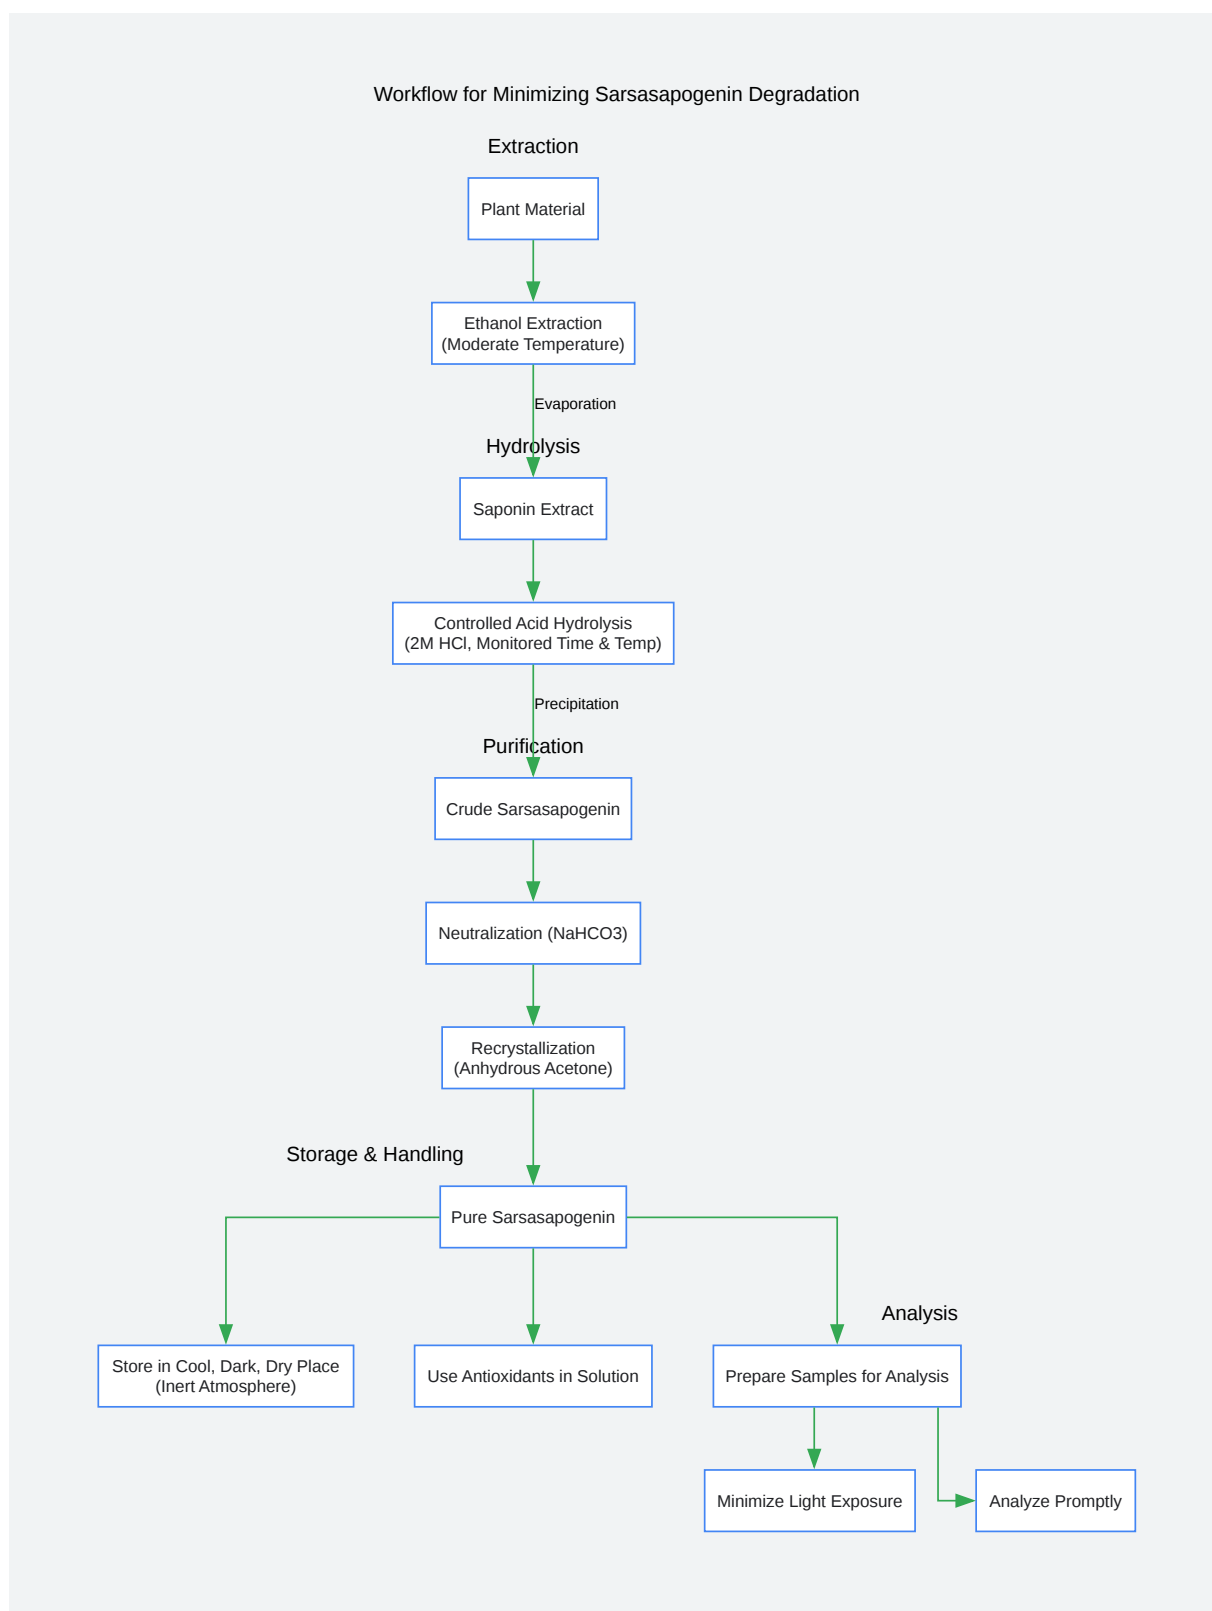 Workflow for Minimizing Sarsasapogenin Degradation
Extraction
Plant Material
Ethanol Extraction
(Moderate Temperature)
Evaporation
Hydrolysis
Saponin Extract
Controlled Acid Hydrolysis
(2M HCl, Monitored Time & Temp)
Precipitation
Purification
Crude Sarsasapogenin
Neutralization (NaHCO3)
Recrystallization
(Anhydrous Acetone)
Storage & Handling
Pure Sarsasapogenin
Analysis
Store in Cool, Dark, Dry Place
(Inert Atmosphere)
Use Antioxidants in Solution
Prepare Samples for Analysis
Minimize Light Exposure
Analyze Promptly